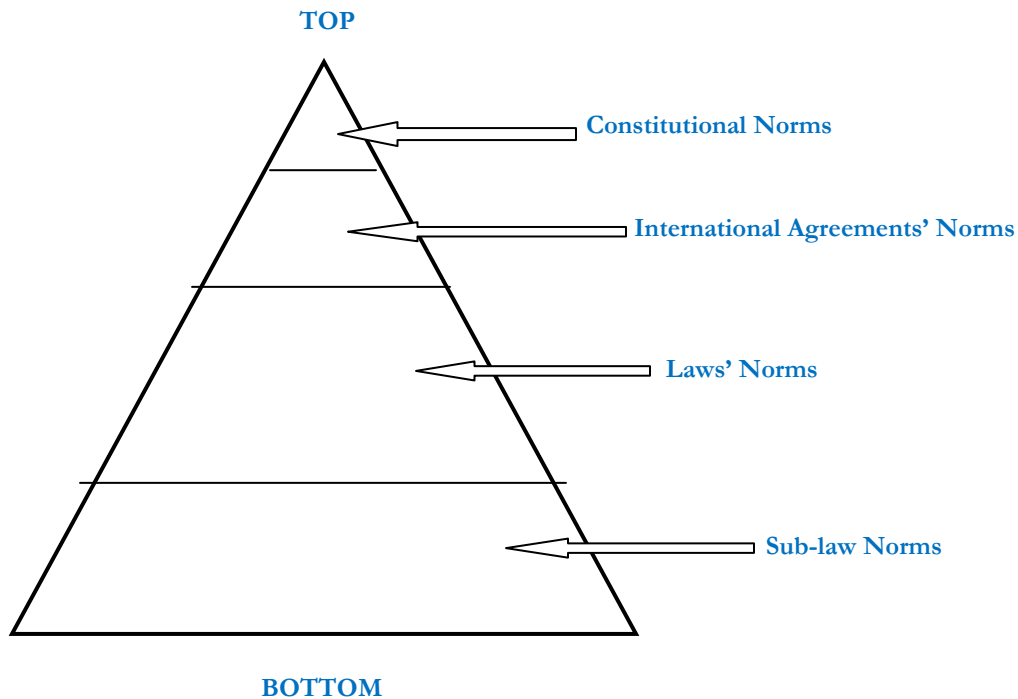 TOP
Constitutional Norms
International Agreements’ Norms
Laws’ Norms
Sub-law Norms
BOTTOM